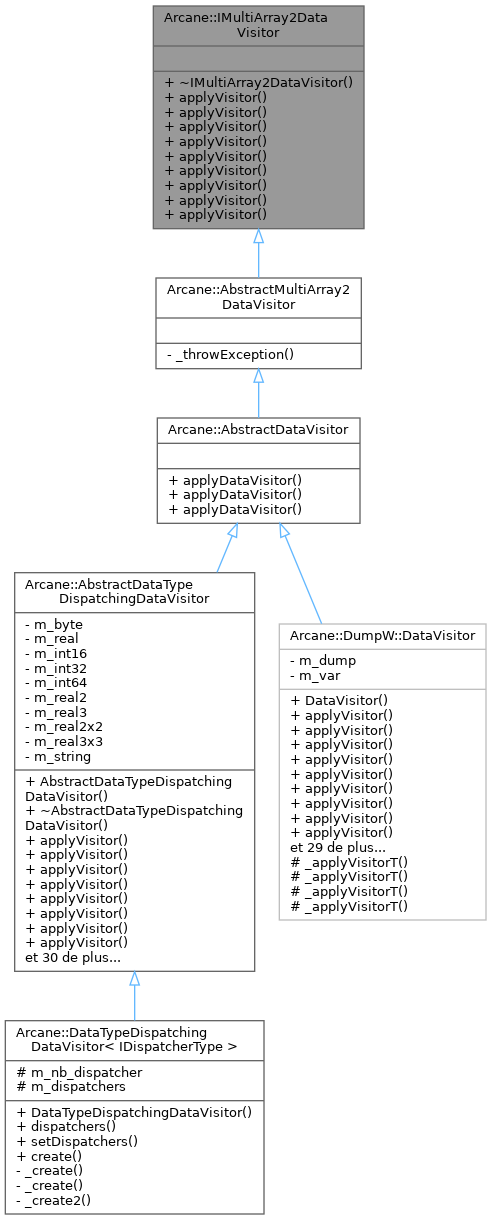 Arcane::IMultiArray2Data
Visitor
+ ~IMultiArray2DataVisitor()
+ applyVisitor()
+ applyVisitor()
+ applyVisitor()
+ applyVisitor()
+ applyVisitor()
+ applyVisitor()
+ applyVisitor()
+ applyVisitor()
+ applyVisitor()
Arcane::AbstractMultiArray2
DataVisitor
- _throwException()
Arcane::AbstractDataVisitor
+ applyDataVisitor()
+ applyDataVisitor()
+ applyDataVisitor()
Arcane::AbstractDataType
DispatchingDataVisitor
- m_byte
- m_real
- m_int16
- m_int32
- m_int64
- m_real2
- m_real3
- m_real2x2
- m_real3x3
- m_string
+ AbstractDataTypeDispatching
DataVisitor()
+ ~AbstractDataTypeDispatching
DataVisitor()
+ applyVisitor()
+ applyVisitor()
+ applyVisitor()
+ applyVisitor()
+ applyVisitor()
+ applyVisitor()
+ applyVisitor()
+ applyVisitor()
et 30 de plus...
Arcane::DumpW::DataVisitor
- m_dump
- m_var
+ DataVisitor()
+ applyVisitor()
+ applyVisitor()
+ applyVisitor()
+ applyVisitor()
+ applyVisitor()
+ applyVisitor()
+ applyVisitor()
+ applyVisitor()
+ applyVisitor()
et 29 de plus...
# _applyVisitorT()
# _applyVisitorT()
# _applyVisitorT()
# _applyVisitorT()
Arcane::DataTypeDispatching
DataVisitor< IDispatcherType >
# m_nb_dispatcher
# m_dispatchers
+ DataTypeDispatchingDataVisitor()
+ dispatchers()
+ setDispatchers()
+ create()
- _create()
- _create()
- _create2()